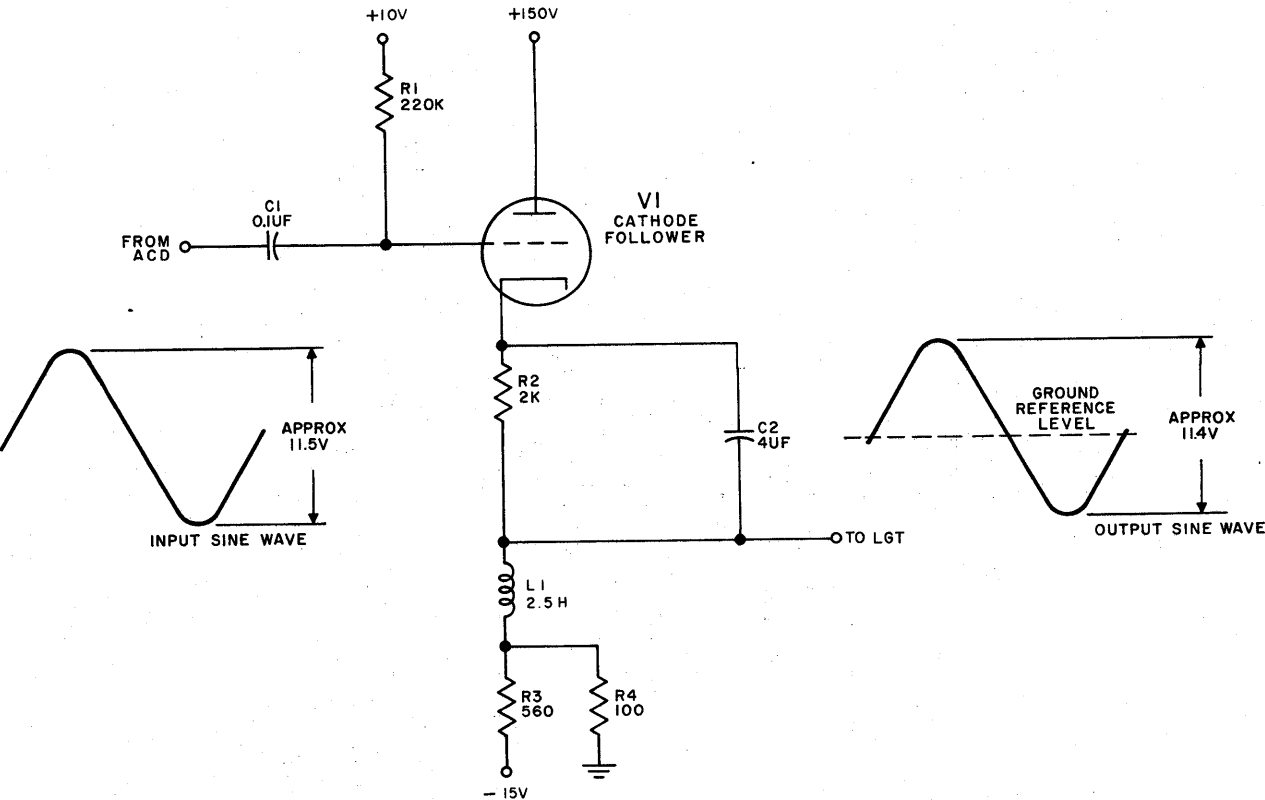 +10V
+150V
R1
220K
C1
0.1UF
V1
CATHODE
FOLLOWER
FROM
ACD
R2
2K
C2
4UF
APPROX
11.5V
GROUND
REFERENCE
LEVEL
APPROX
11.4V
INPUT SINE WAVE
TO LGT
OUTPUT SINE WAVE
L1
2.5H
R3
560
R4
100
- 15V